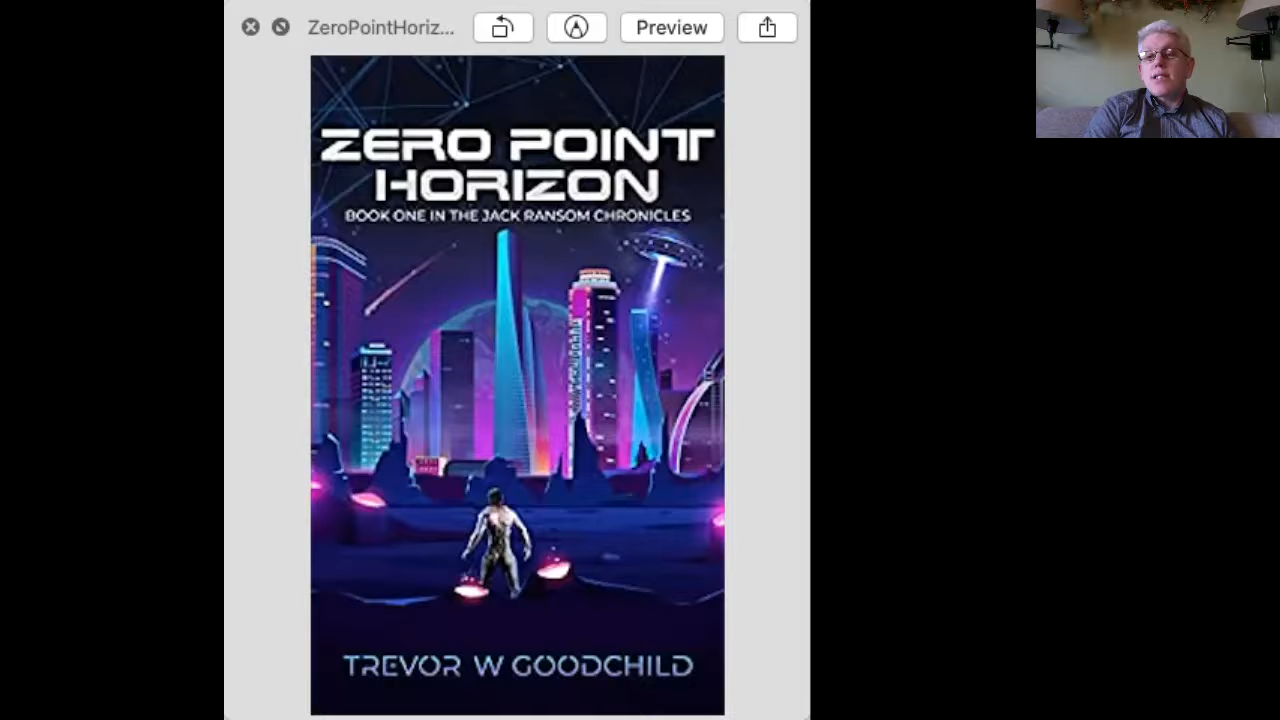 ZeroPointHoriz...
Preview
ZERO POINT
HORIZON
BOOK ONE IN THE JACK RANSOM CHRONICLES
TREVOR W GOODCHILD